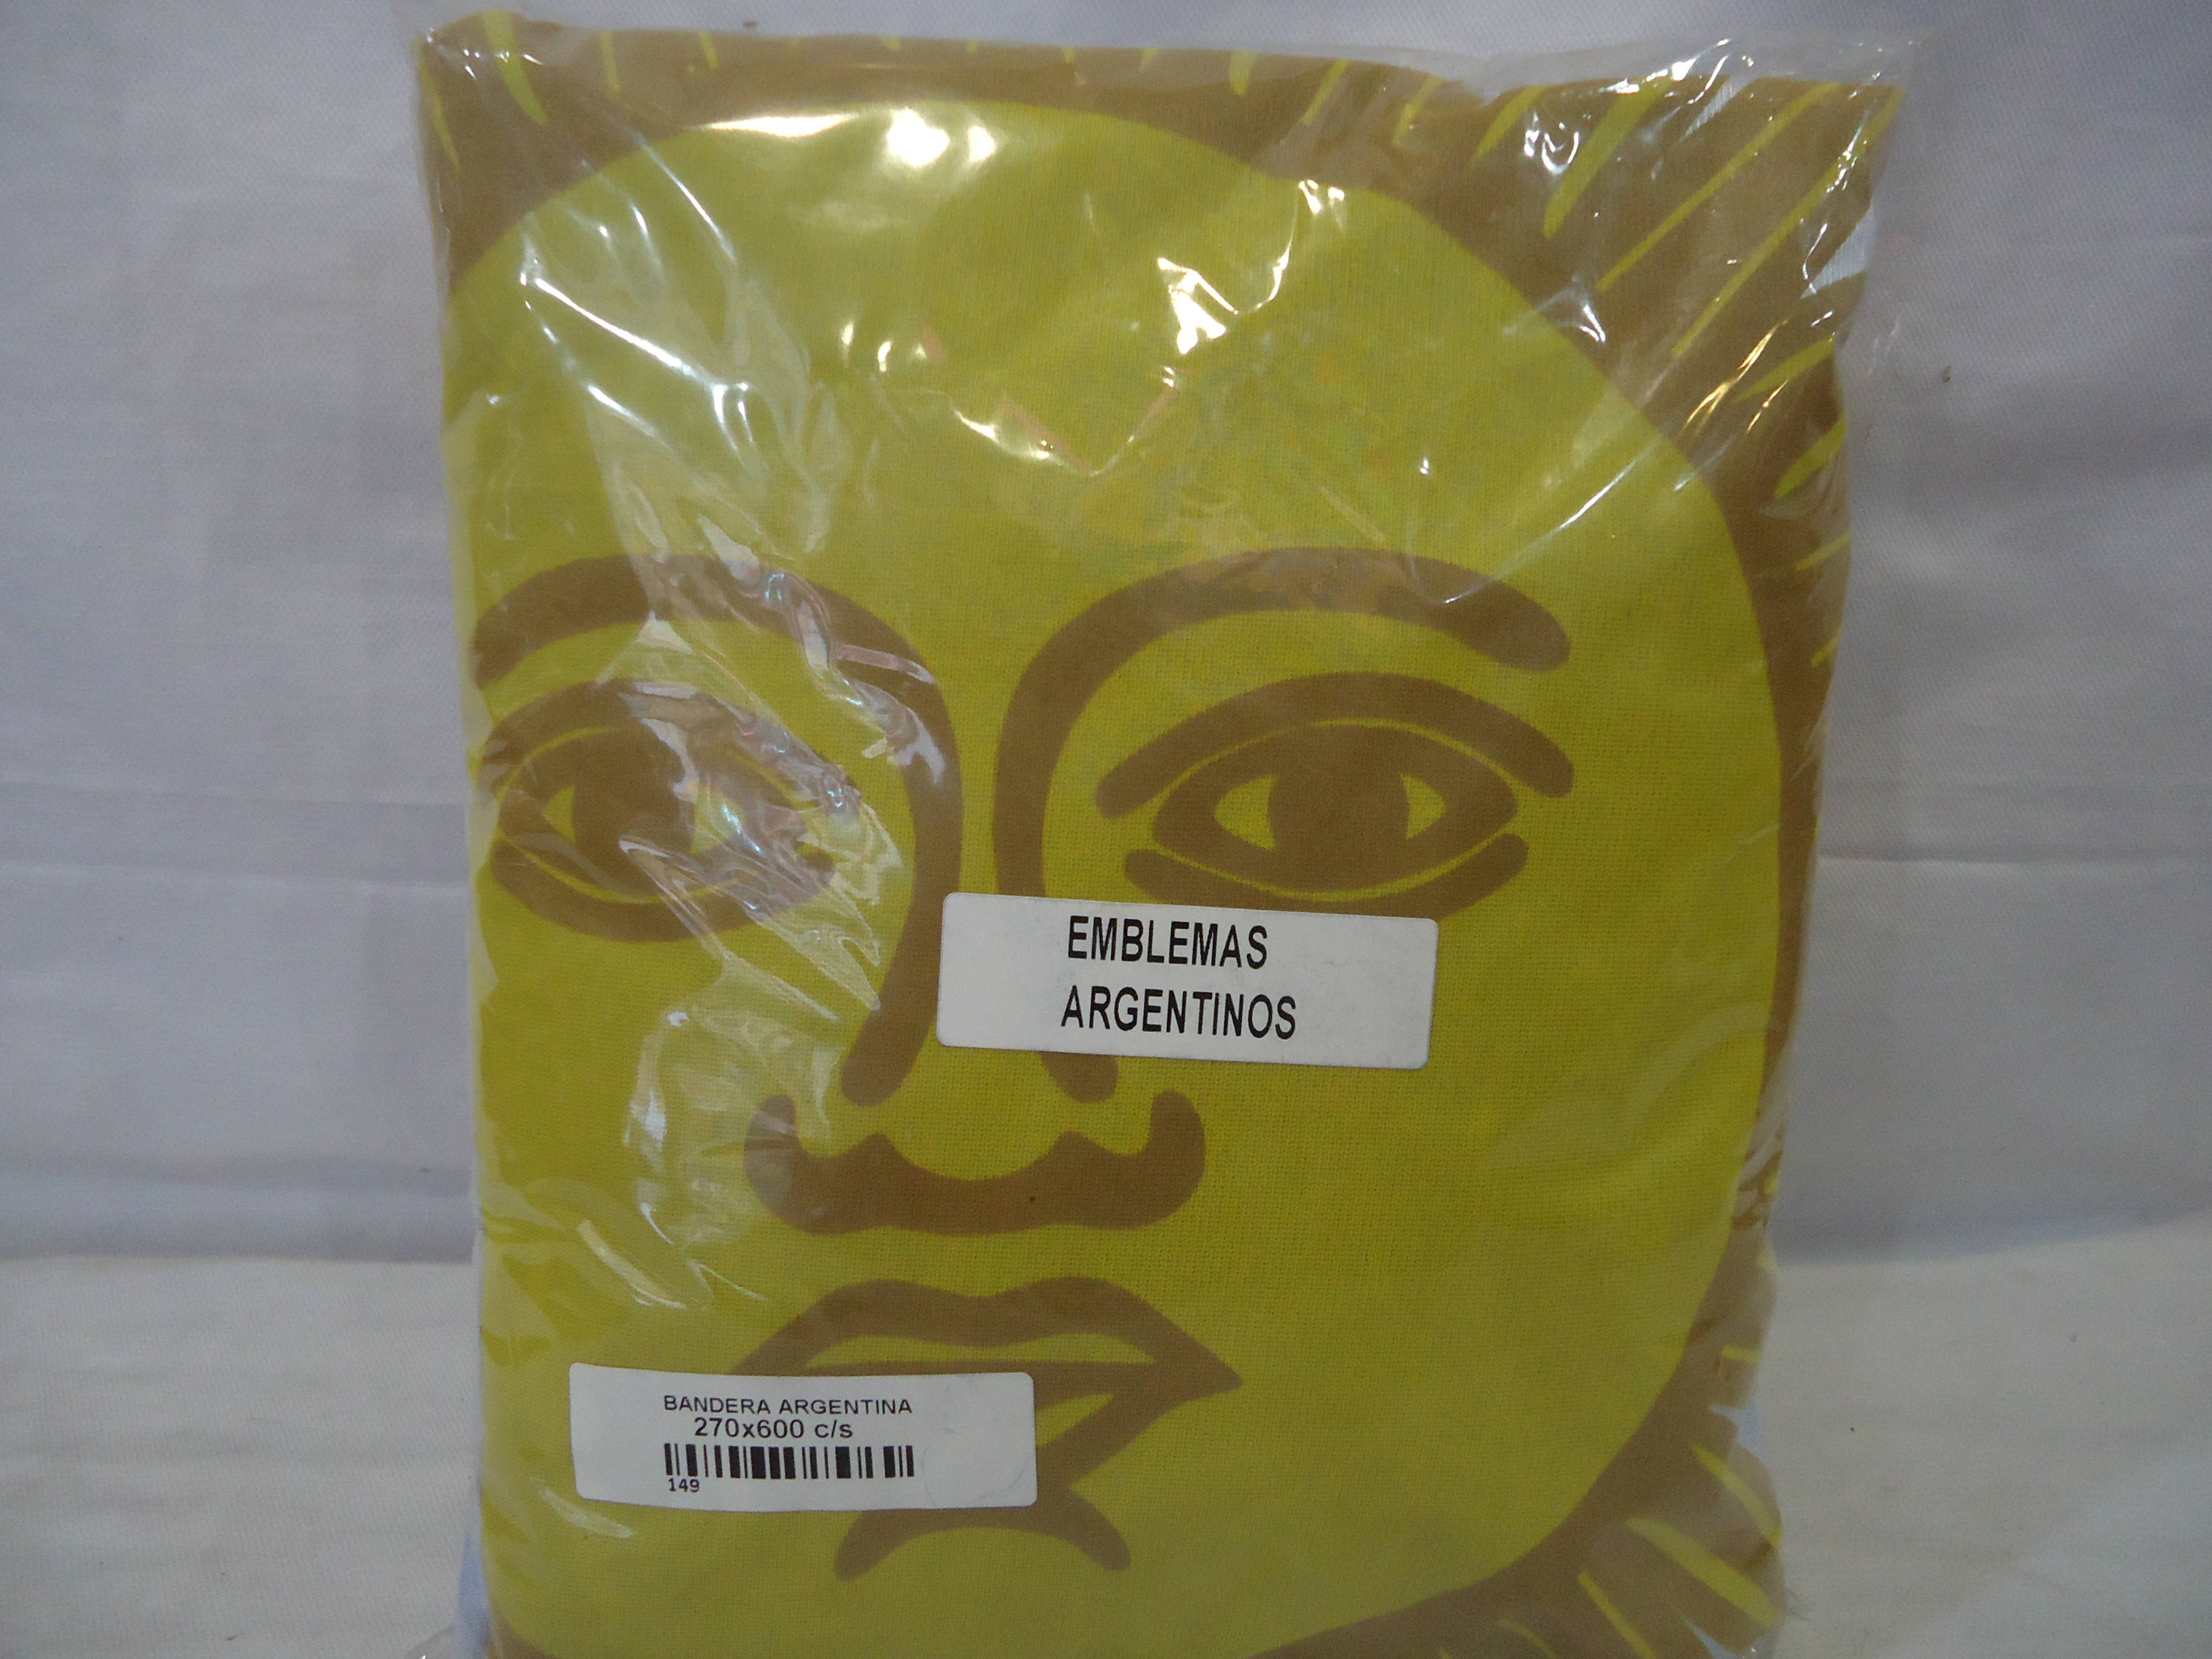 EMBLEMAS
ARGENTINOS
BANDERA ARGENTINA
270x600 c/s
149